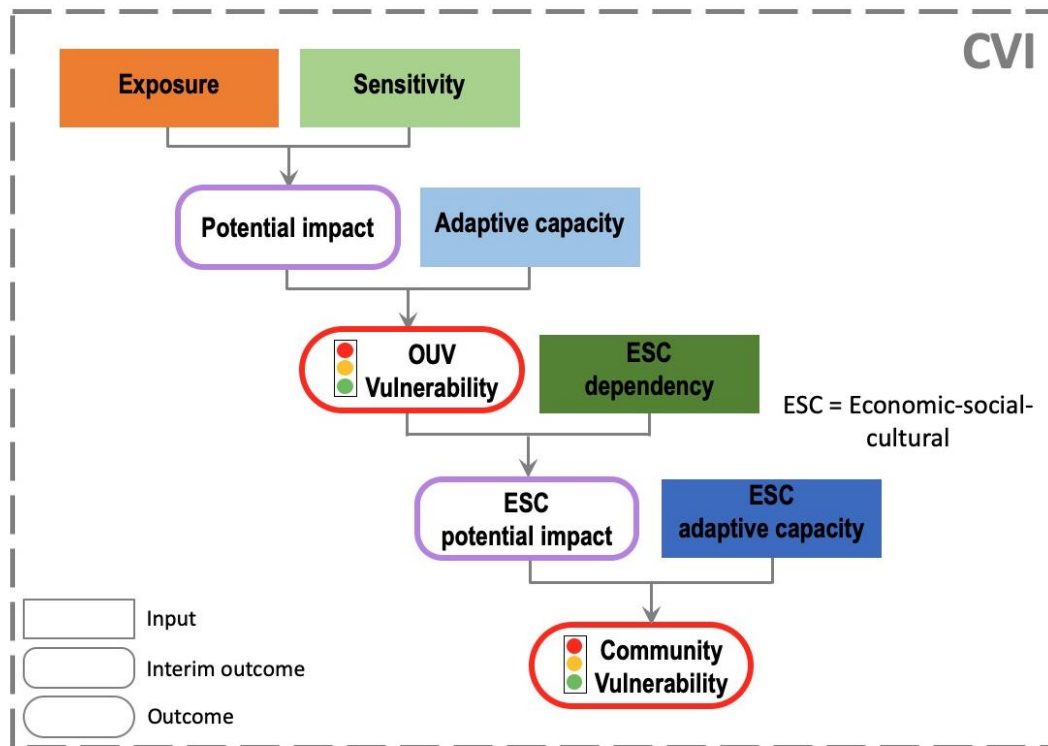 CVI
Exposure
Sensitivity
Potential impact
Adaptive capacity
OUV
Vulnerability
ESC
dependency
ESC = Economic-social-
cultural
ESC
potential impact
ESC
adaptive capacity
Community
Vulnerability
Input
Interim outcome
Outcome